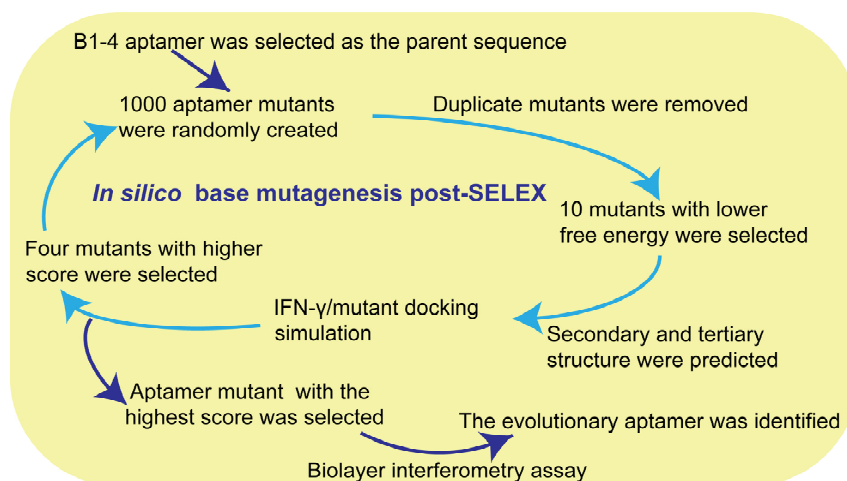 B1-4 aptamer was selected as the parent sequence
1000 aptamer mutants
were randomly created
Duplicate mutants were removed
In silico base mutagenesis post-SELEX
10 mutants with lower
free energy were selected
Four mutants with higher
score were selected
IFN-γ/mutant docking
simulation
Secondary and tertiary
structure were predicted
Aptamer mutant with the
highest score was selected
The evolutionary aptamer was identified
Biolayer interferometry assay